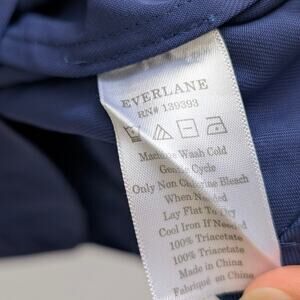 EVERLANE
RN# 139393
Machine Wash Cold
Gentle Cycle
Only Non Chlorine Bleach
When Needed
Lay Flat To Dry
Cool Iron If Needed
100% Triacetate
100% Triacetate
Made in China
Fabriqué en China